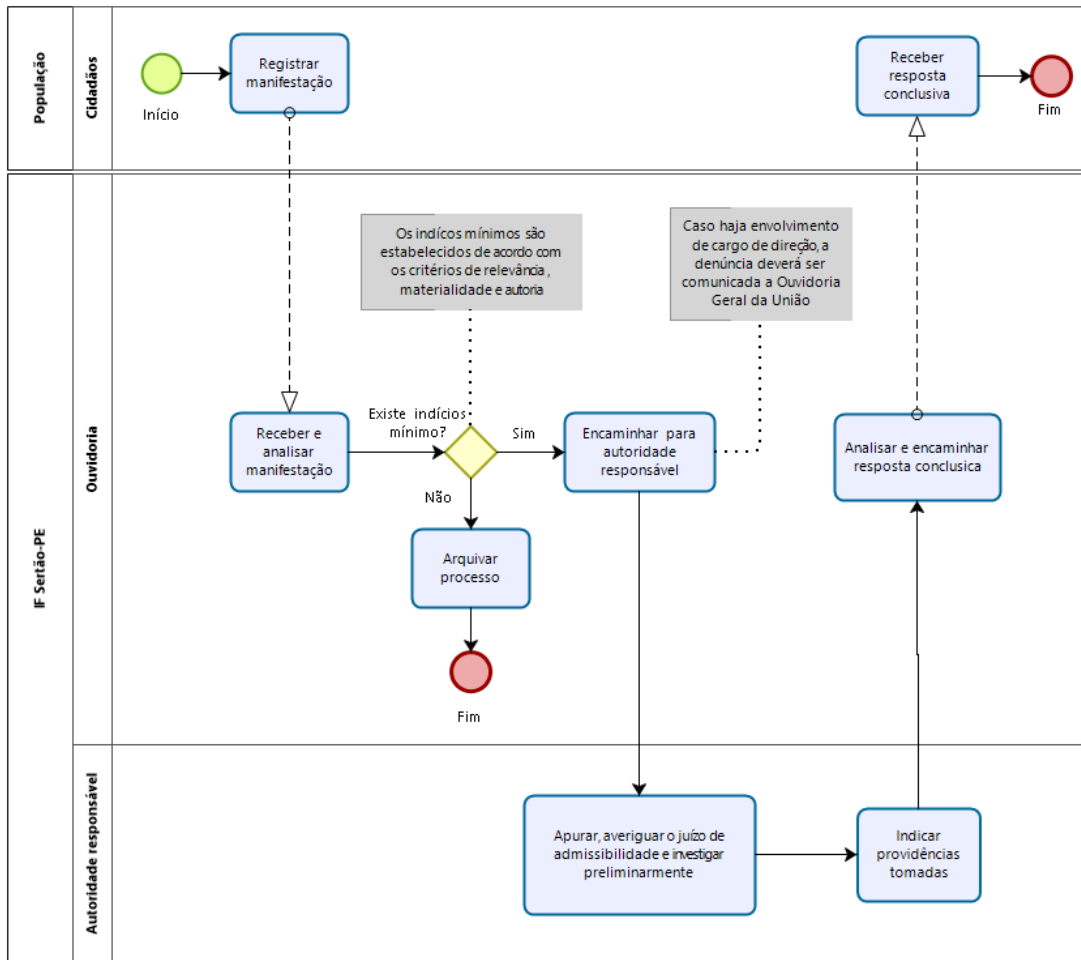 População
Cidadãos
Início
Registrar
manifestação
Receber
resposta
conclusiva
Fim
IF Sertão-PE
Ouvidoria
Os indícos mínimos são
estabelecidos de acordo com
os critérios de relevância ,
materialidade e autoria
Caso haja envolvimento
de cargo de direção, a
denúncia deverá ser
comunicada a Ouvidoria
Geral da União
Receber e
analisar
manifestação
Existe indícios
mínimo?
Sim
Não
Encaminhar para
autoridade
responsável
Analisar e encaminhar
resposta conclusica
Arquivar
processo
Fim
Autoridade responsável
Apurar, averiguar o juízo de
admissibilidade e investigar
preliminarmente
Indicar
providências
tomadas